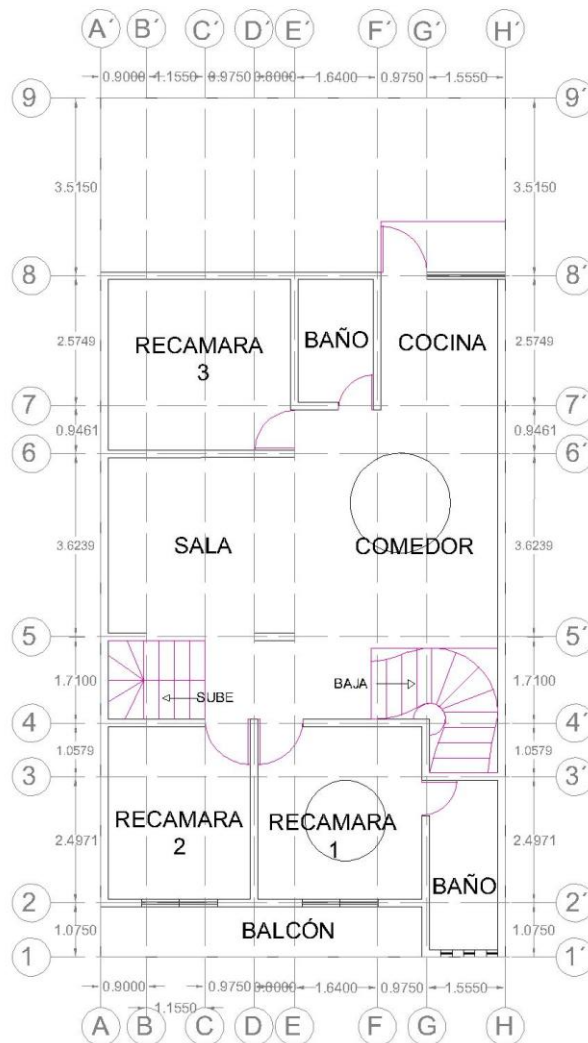 A´ B´ C´ D´ E´ F´ G´ H´
0.9000 1.1550 0.9750 0.8000 1.6400 0.9750 1.5550
9 9´
3.5150 3.5150
8 8´
2.5749 RECAMARA 3 BAÑO COCINA 2.5749
7 7´
0.9461 0.9461
6 6´
3.6239 SALA COMEDOR 3.6239
5 5´
1.7100 SUBE BAJA 1.7100
4 4´
1.0579 1.0579
3 3´
2.4971 RECAMARA 2 RECAMARA 1 BAÑO 2.4971
2 2´
1.0750 BALCÓN 1.0750
1 1´
0.9000 0.9750 0.8000 1.6400 0.9750 1.5550
1.1550
A B C D E F G H